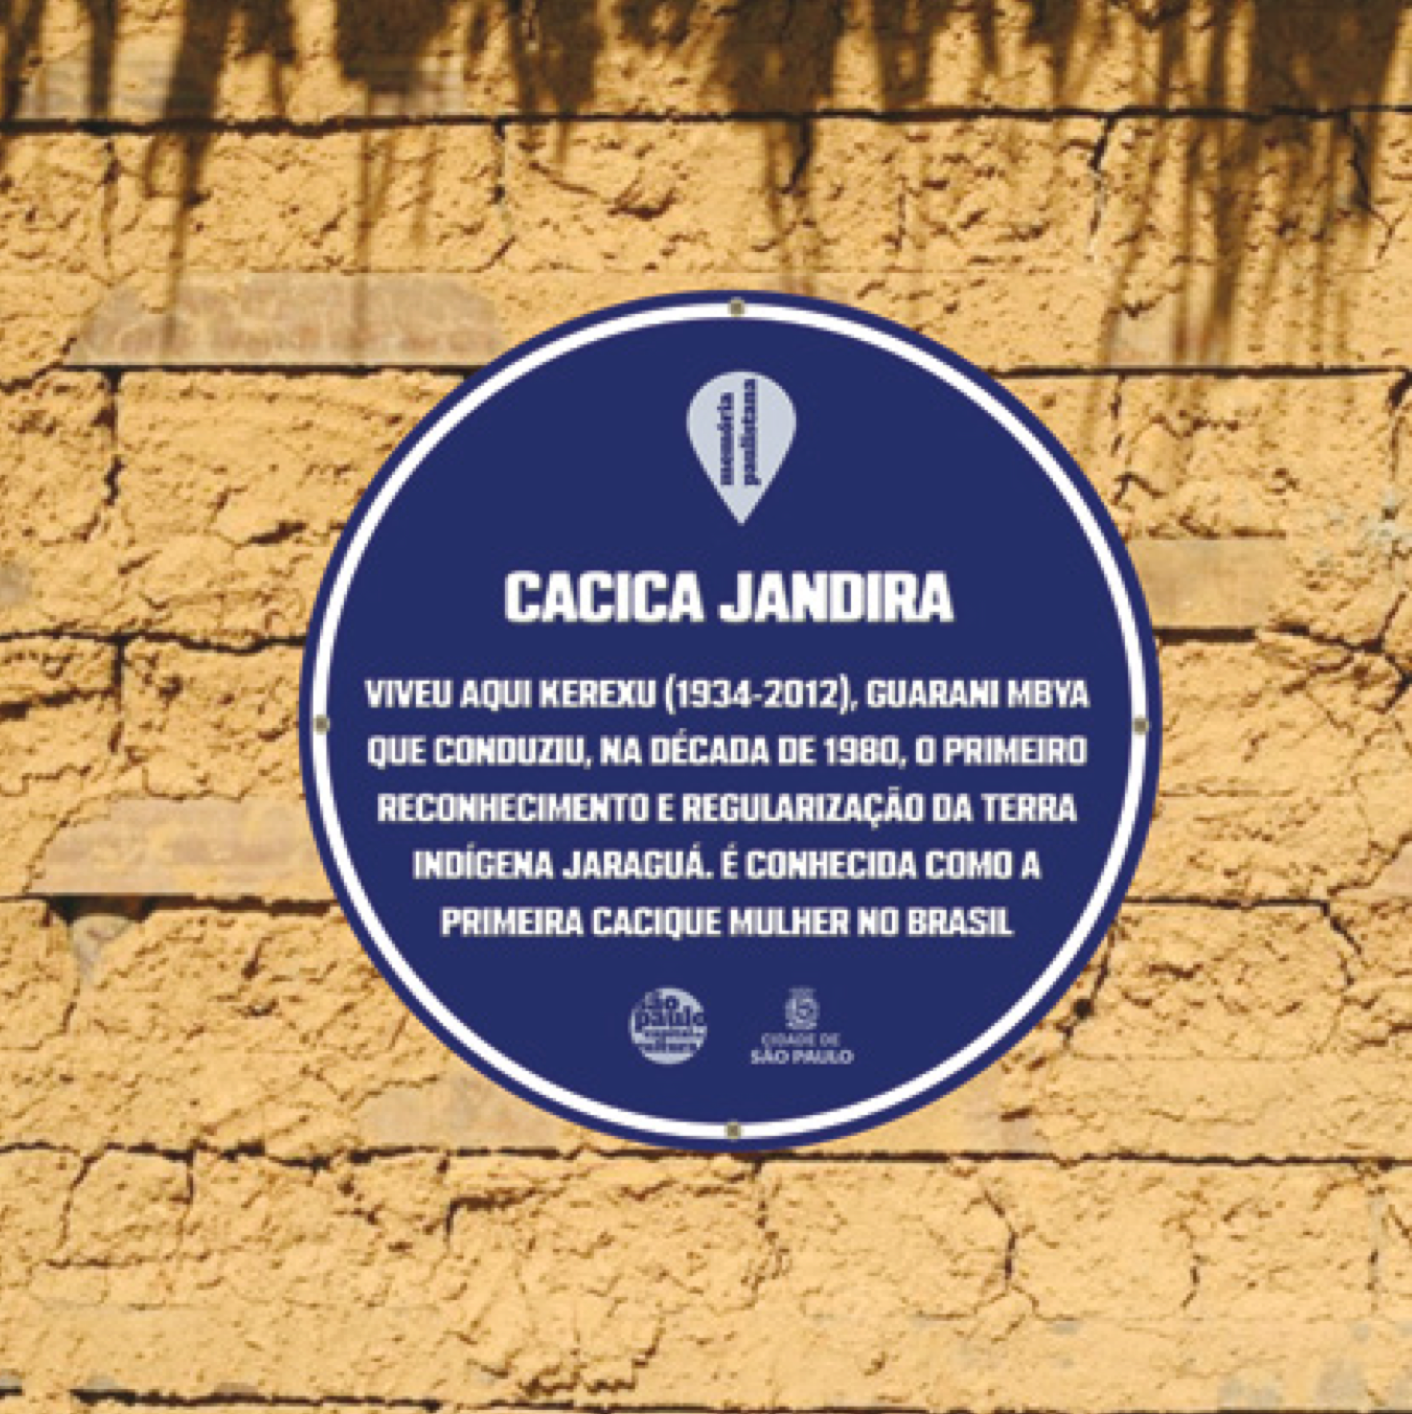 memória
paulistana
CACICA JANDIRA
VIVEU AQUI KEREXU (1934-2012), GUARANI MBYA
QUE CONDUZIU, NA DÉCADA DE 1980, O PRIMEIRO
RECONHECIMENTO E REGULARIZAÇÃO DA TERRA
INDÍGENA JARAGUÁ. É CONHECIDA COMO A
PRIMEIRA CACIQUE MULHER NO BRASIL
são
paulo
CIDADE DE
SÃO PAULO